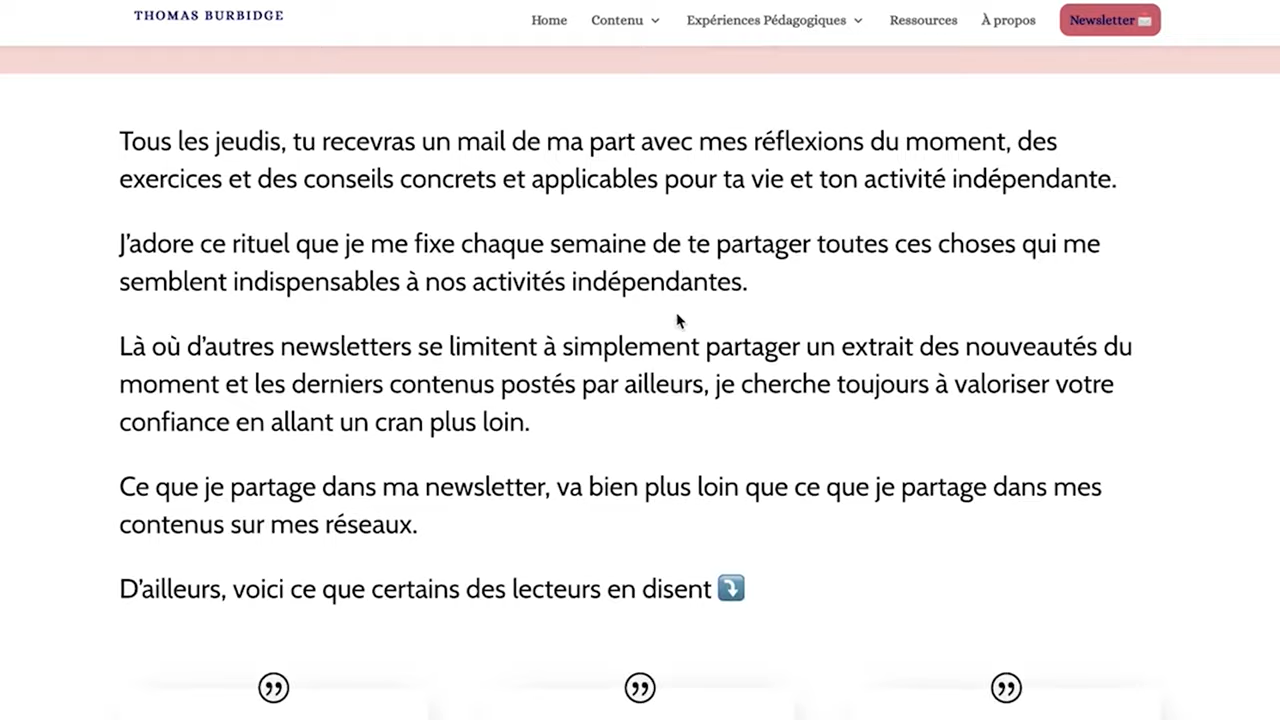 THOMAS BURBIDGE
Home Contenu Expériences Pédagogiques Ressources À propos Newsletter
Tous les jeudis, tu recevras un mail de ma part avec mes réflexions du moment, des
exercices et des conseils concrets et applicables pour ta vie et ton activité indépendante.
J’adore ce rituel que je me fixe chaque semaine de te partager toutes ces choses qui me
semblent indispensables à nos activités indépendantes.
Là où d’autres newsletters se limitent à simplement partager un extrait des nouveautés du
moment et les derniers contenus postés par ailleurs, je cherche toujours à valoriser votre
confiance en allant un cran plus loin.
Ce que je partage dans ma newsletter, va bien plus loin que ce que je partage dans mes
contenus sur mes réseaux.
D’ailleurs, voici ce que certains des lecteurs en disent ⤵️